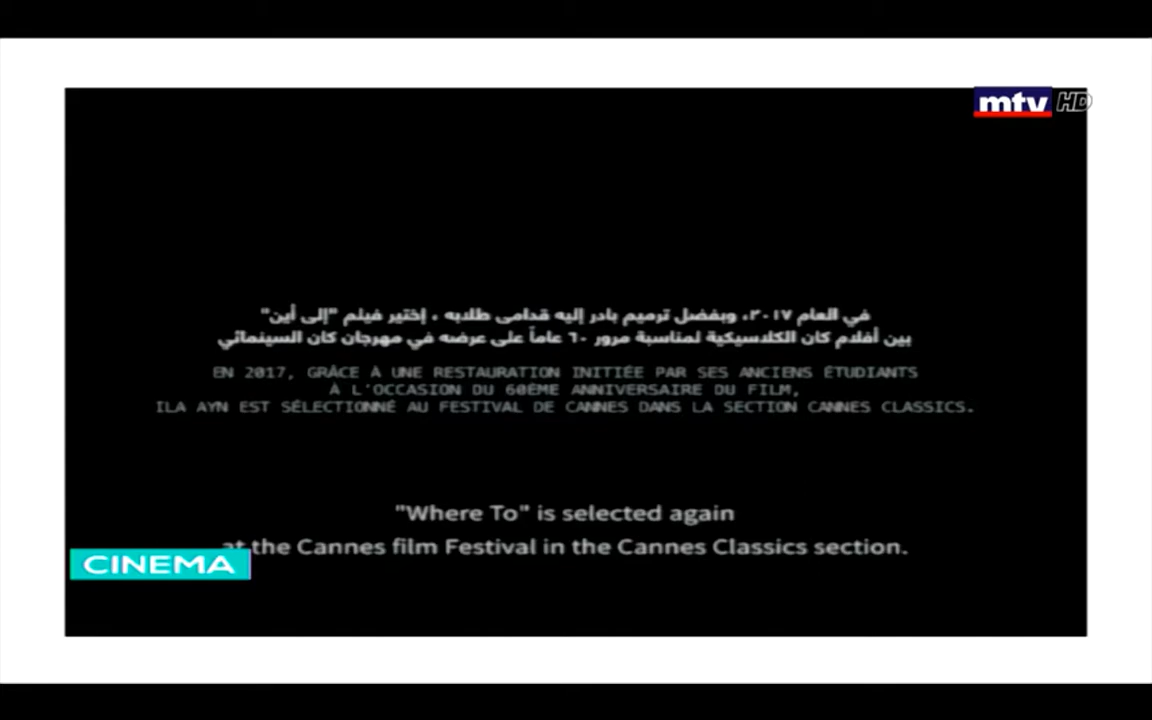 mtv HD
في العام ٢٠١٧، وبفضل ترميم بادر إليه قدامى طلابه ، إختير فيلم "إلى أين"
بين أفلام كان الكلاسيكية لمناسبة مرور ٦٠ عاماً على عرضه في مهرجان كان السينمائي
EN 2017, GRÂCE À UNE RESTAURATION INITIÉE PAR SES ANCIENS ÉTUDIANTS
À L'OCCASION DU 60ÈME ANNIVERSAIRE DU FILM,
ILA AYN EST SÉLECTIONNÉ AU FESTIVAL DE CANNES DANS LA SECTION CANNES CLASSICS.
"Where To" is selected again
at the Cannes film Festival in the Cannes Classics section.
CINEMA